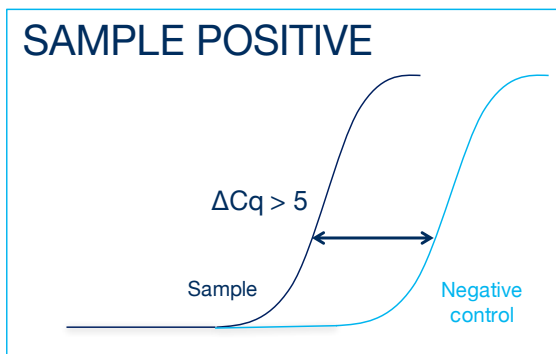 SAMPLE POSITIVE
ΔCq > 5
Sample
Negative
control